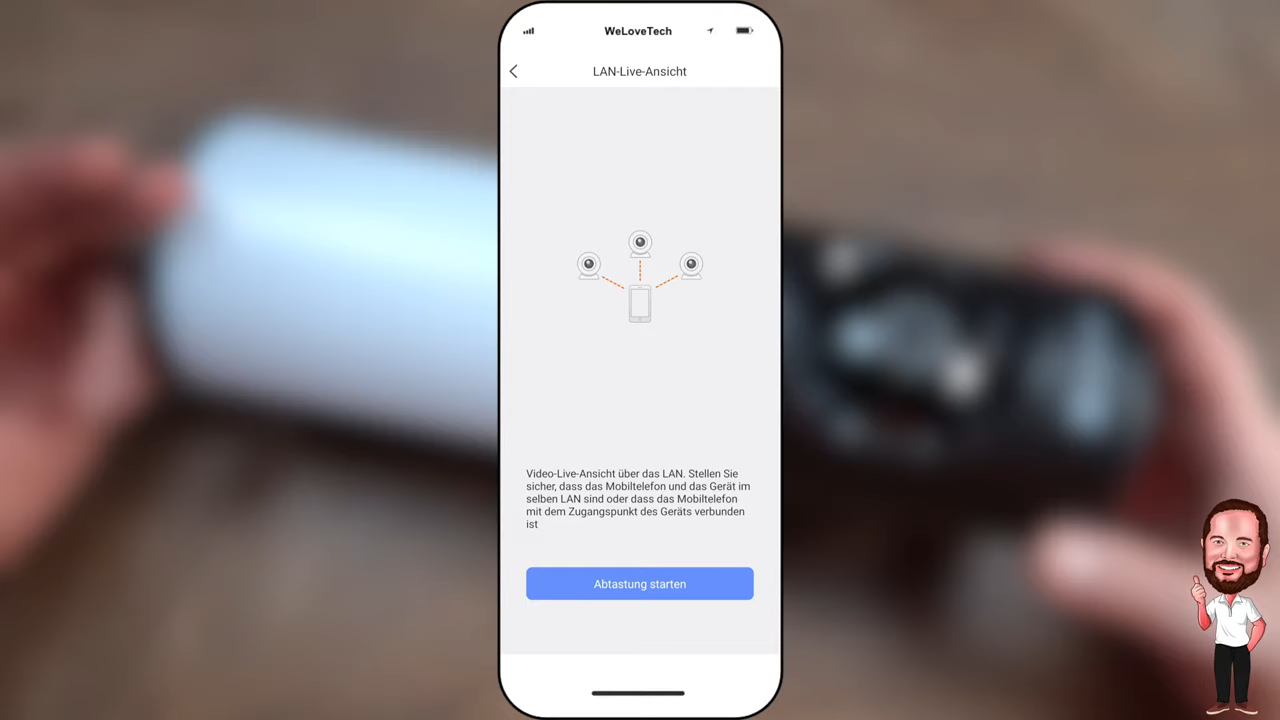 WeLoveTech
LAN-Live-Ansicht
Video-Live-Ansicht über das LAN. Stellen Sie
sicher, dass das Mobiltelefon und das Gerät im
selben LAN sind oder dass das Mobiltelefon
mit dem Zugangspunkt des Geräts verbunden
ist
Abtastung starten